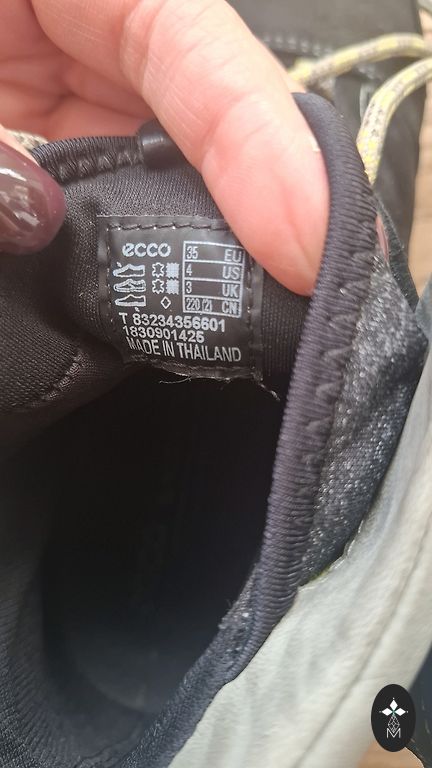 ecco
35 EU
4 US
3 UK
220 (2) CN
T 83234356601
1830901425
MADE IN THAILAND
M